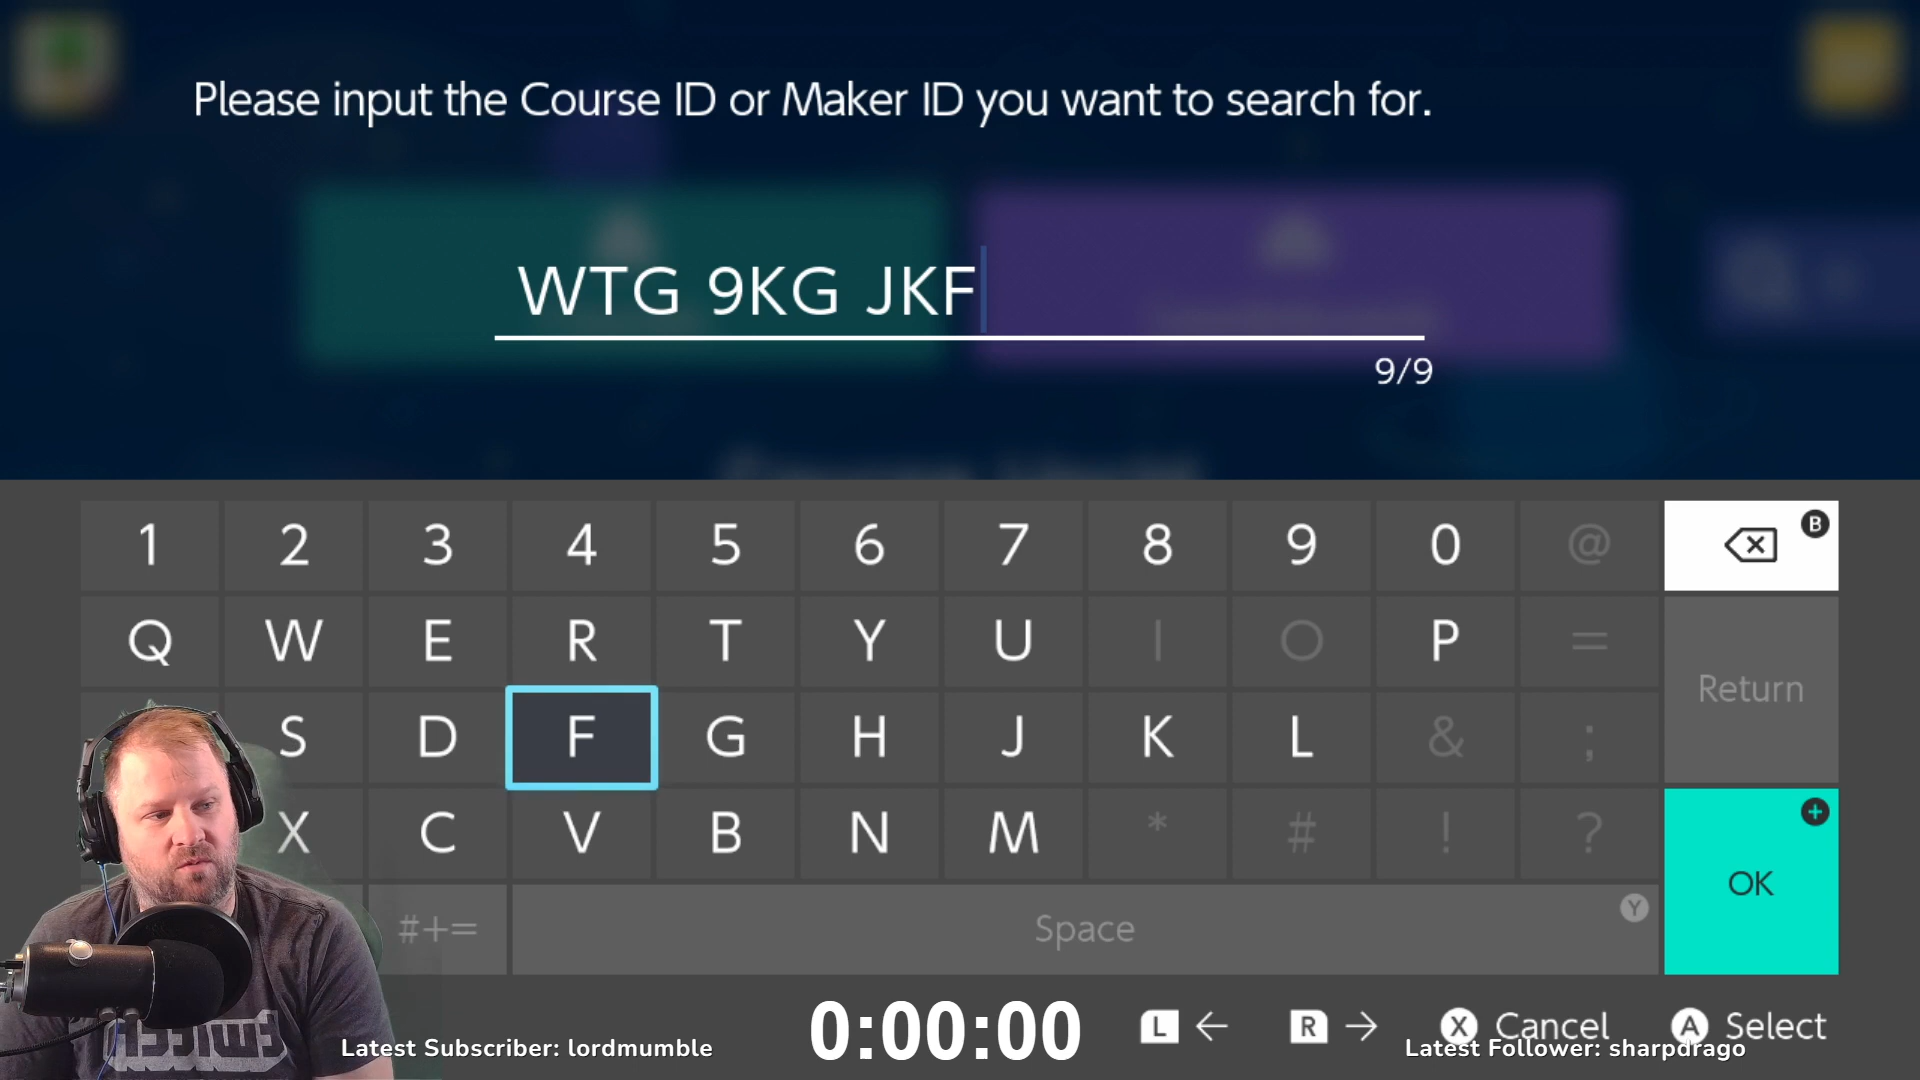 Please input the Course ID or Maker ID you want to search for.
WTG 9KG JKF
9/9
1 2 3 4 5 6 7 8 9 0 @ B
Q W E R T Y U I O P = Return
S D F G H J K L & ;
X C V B N M * # ! ? + OK
#+= Space Y
0:00:00 L ← R → X Cancel A Select
Latest Subscriber: lordmumble Latest Follower: sharpdrago